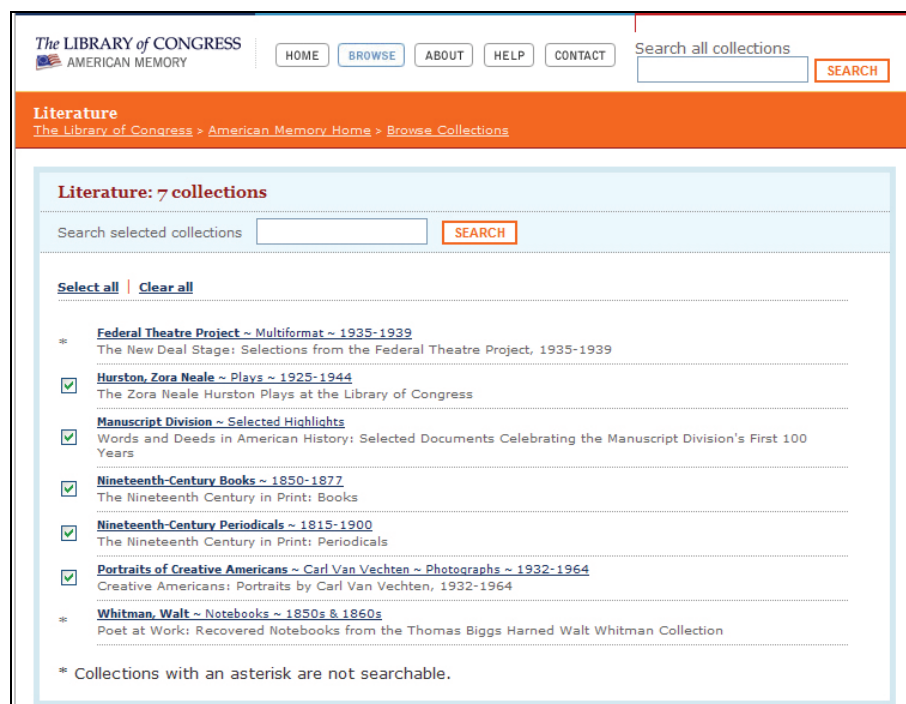 The LIBRARY of CONGRESS
AMERICAN MEMORY
HOME
BROWSE
ABOUT
HELP
CONTACT
Search all collections
SEARCH
Literature
The Library of Congress > American Memory Home > Browse Collections
Literature: 7 collections
Search selected collections
SEARCH
Select all | Clear all
* Federal Theatre Project ~ Multiformat ~ 1935-1939
The New Deal Stage: Selections from the Federal Theatre Project, 1935-1939
Hurston, Zora Neale ~ Plays ~ 1925-1944
The Zora Neale Hurston Plays at the Library of Congress
Manuscript Division ~ Selected Highlights
Words and Deeds in American History: Selected Documents Celebrating the Manuscript Division's First 100
Years
Nineteenth-Century Books ~ 1850-1877
The Nineteenth Century in Print: Books
Nineteenth-Century Periodicals ~ 1815-1900
The Nineteenth Century in Print: Periodicals
Portraits of Creative Americans ~ Carl Van Vechten ~ Photographs ~ 1932-1964
Creative Americans: Portraits by Carl Van Vechten, 1932-1964
* Whitman, Walt ~ Notebooks ~ 1850s & 1860s
Poet at Work: Recovered Notebooks from the Thomas Biggs Harned Walt Whitman Collection
* Collections with an asterisk are not searchable.